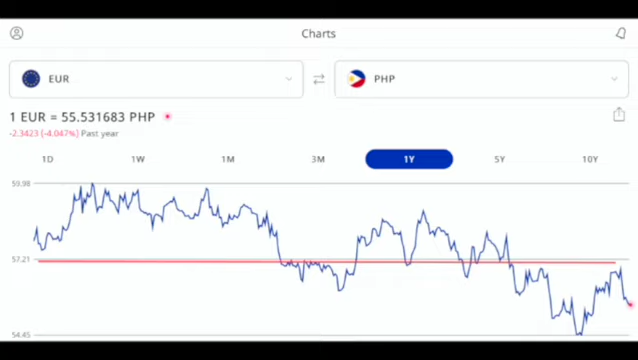 Charts
EUR PHP
1 EUR = 55.531683 PHP
-2.3423 (-4.047%) Past year
1D 1W 1M 3M 1Y 5Y 10Y
59.98
57.21
54.45